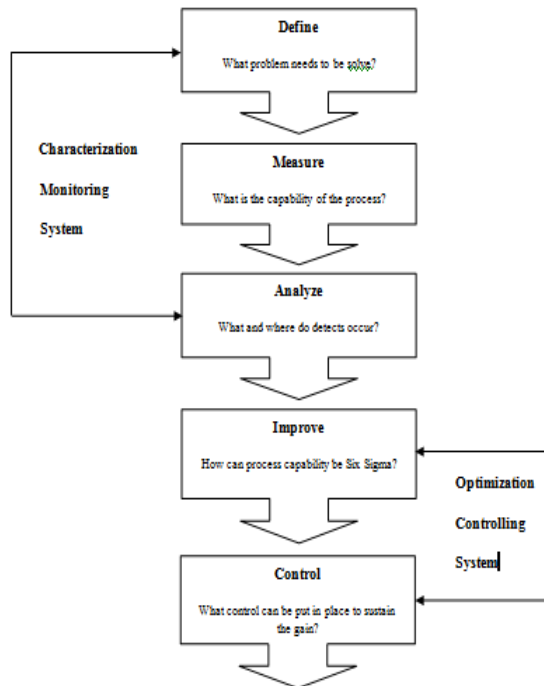 Define
What problem needs to be solve?
Characterization
Monitoring
System
Measure
What is the capability of the process?
Analyze
What and where do detects occur?
Improve
How can process capability be Six Sigma?
Optimization
Controlling
System
Control
What control can be put in place to sustain
the gain?